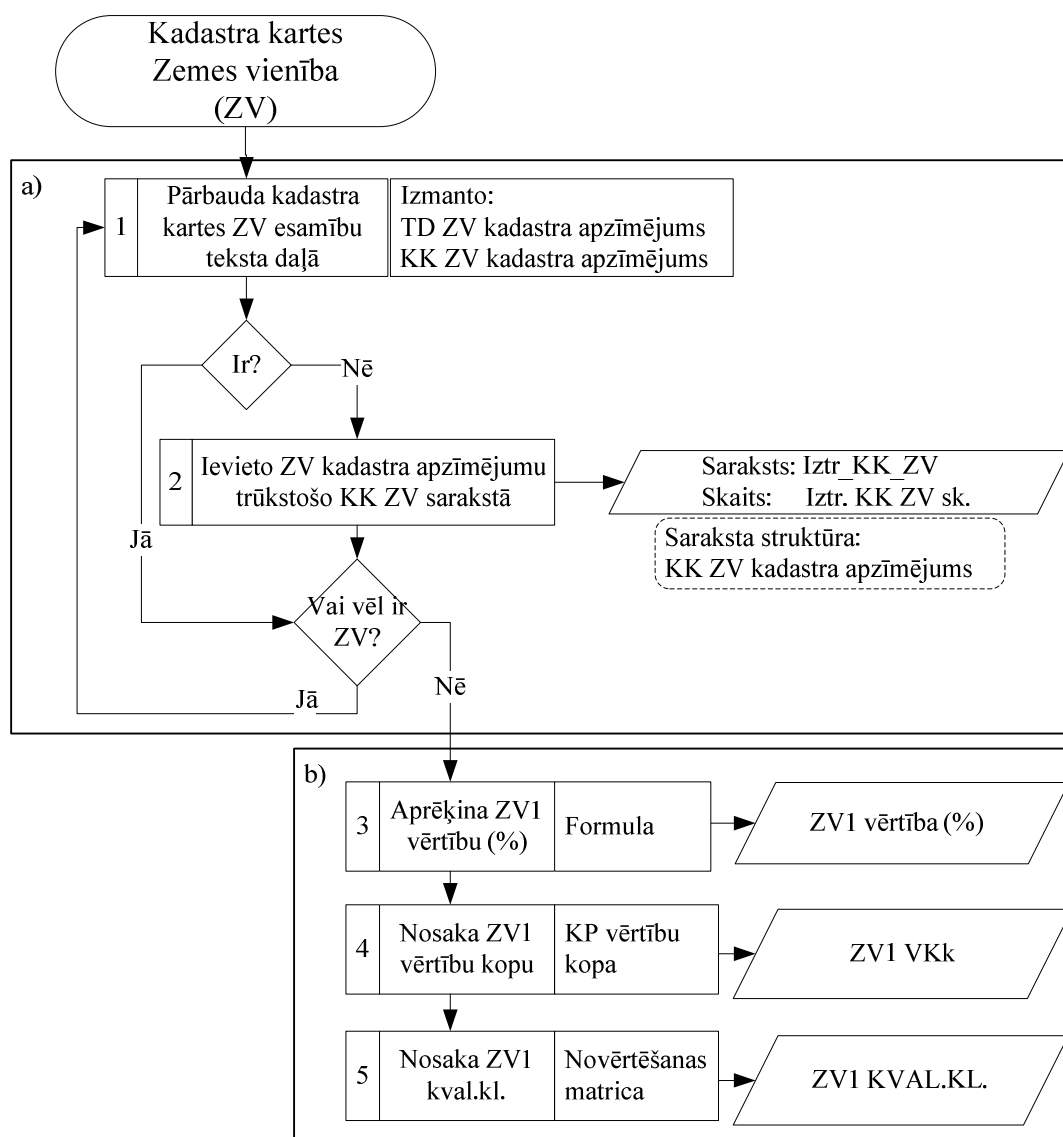 Kadastra kartes
Zemes vienība
(ZV)
a)
1
Pārbauda kadastra
kartes ZV esamību
teksta daļā
Izmanto:
TD ZV kadastra apzīmējums
KK ZV kadastra apzīmējums
Ir?
Nē
2
Ievieto ZV kadastra apzīmējumu
trūkstošo KK ZV sarakstā
Saraksts: Iztr_KK_ZV
Skaits: Iztr. KK ZV sk.
Saraksta struktūra:
KK ZV kadastra apzīmējums
Jā
Vai vēl ir
ZV?
Nē
Jā
b)
3
Aprēķina ZV1
vērtību (%)
Formula
ZV1 vērtība (%)
4
Nosaka ZV1
vērtību kopu
KP vērtību
kopa
ZV1 VKk
5
Nosaka ZV1
kval.kl.
Novērtēšanas
matrica
ZV1 KVAL.KL.